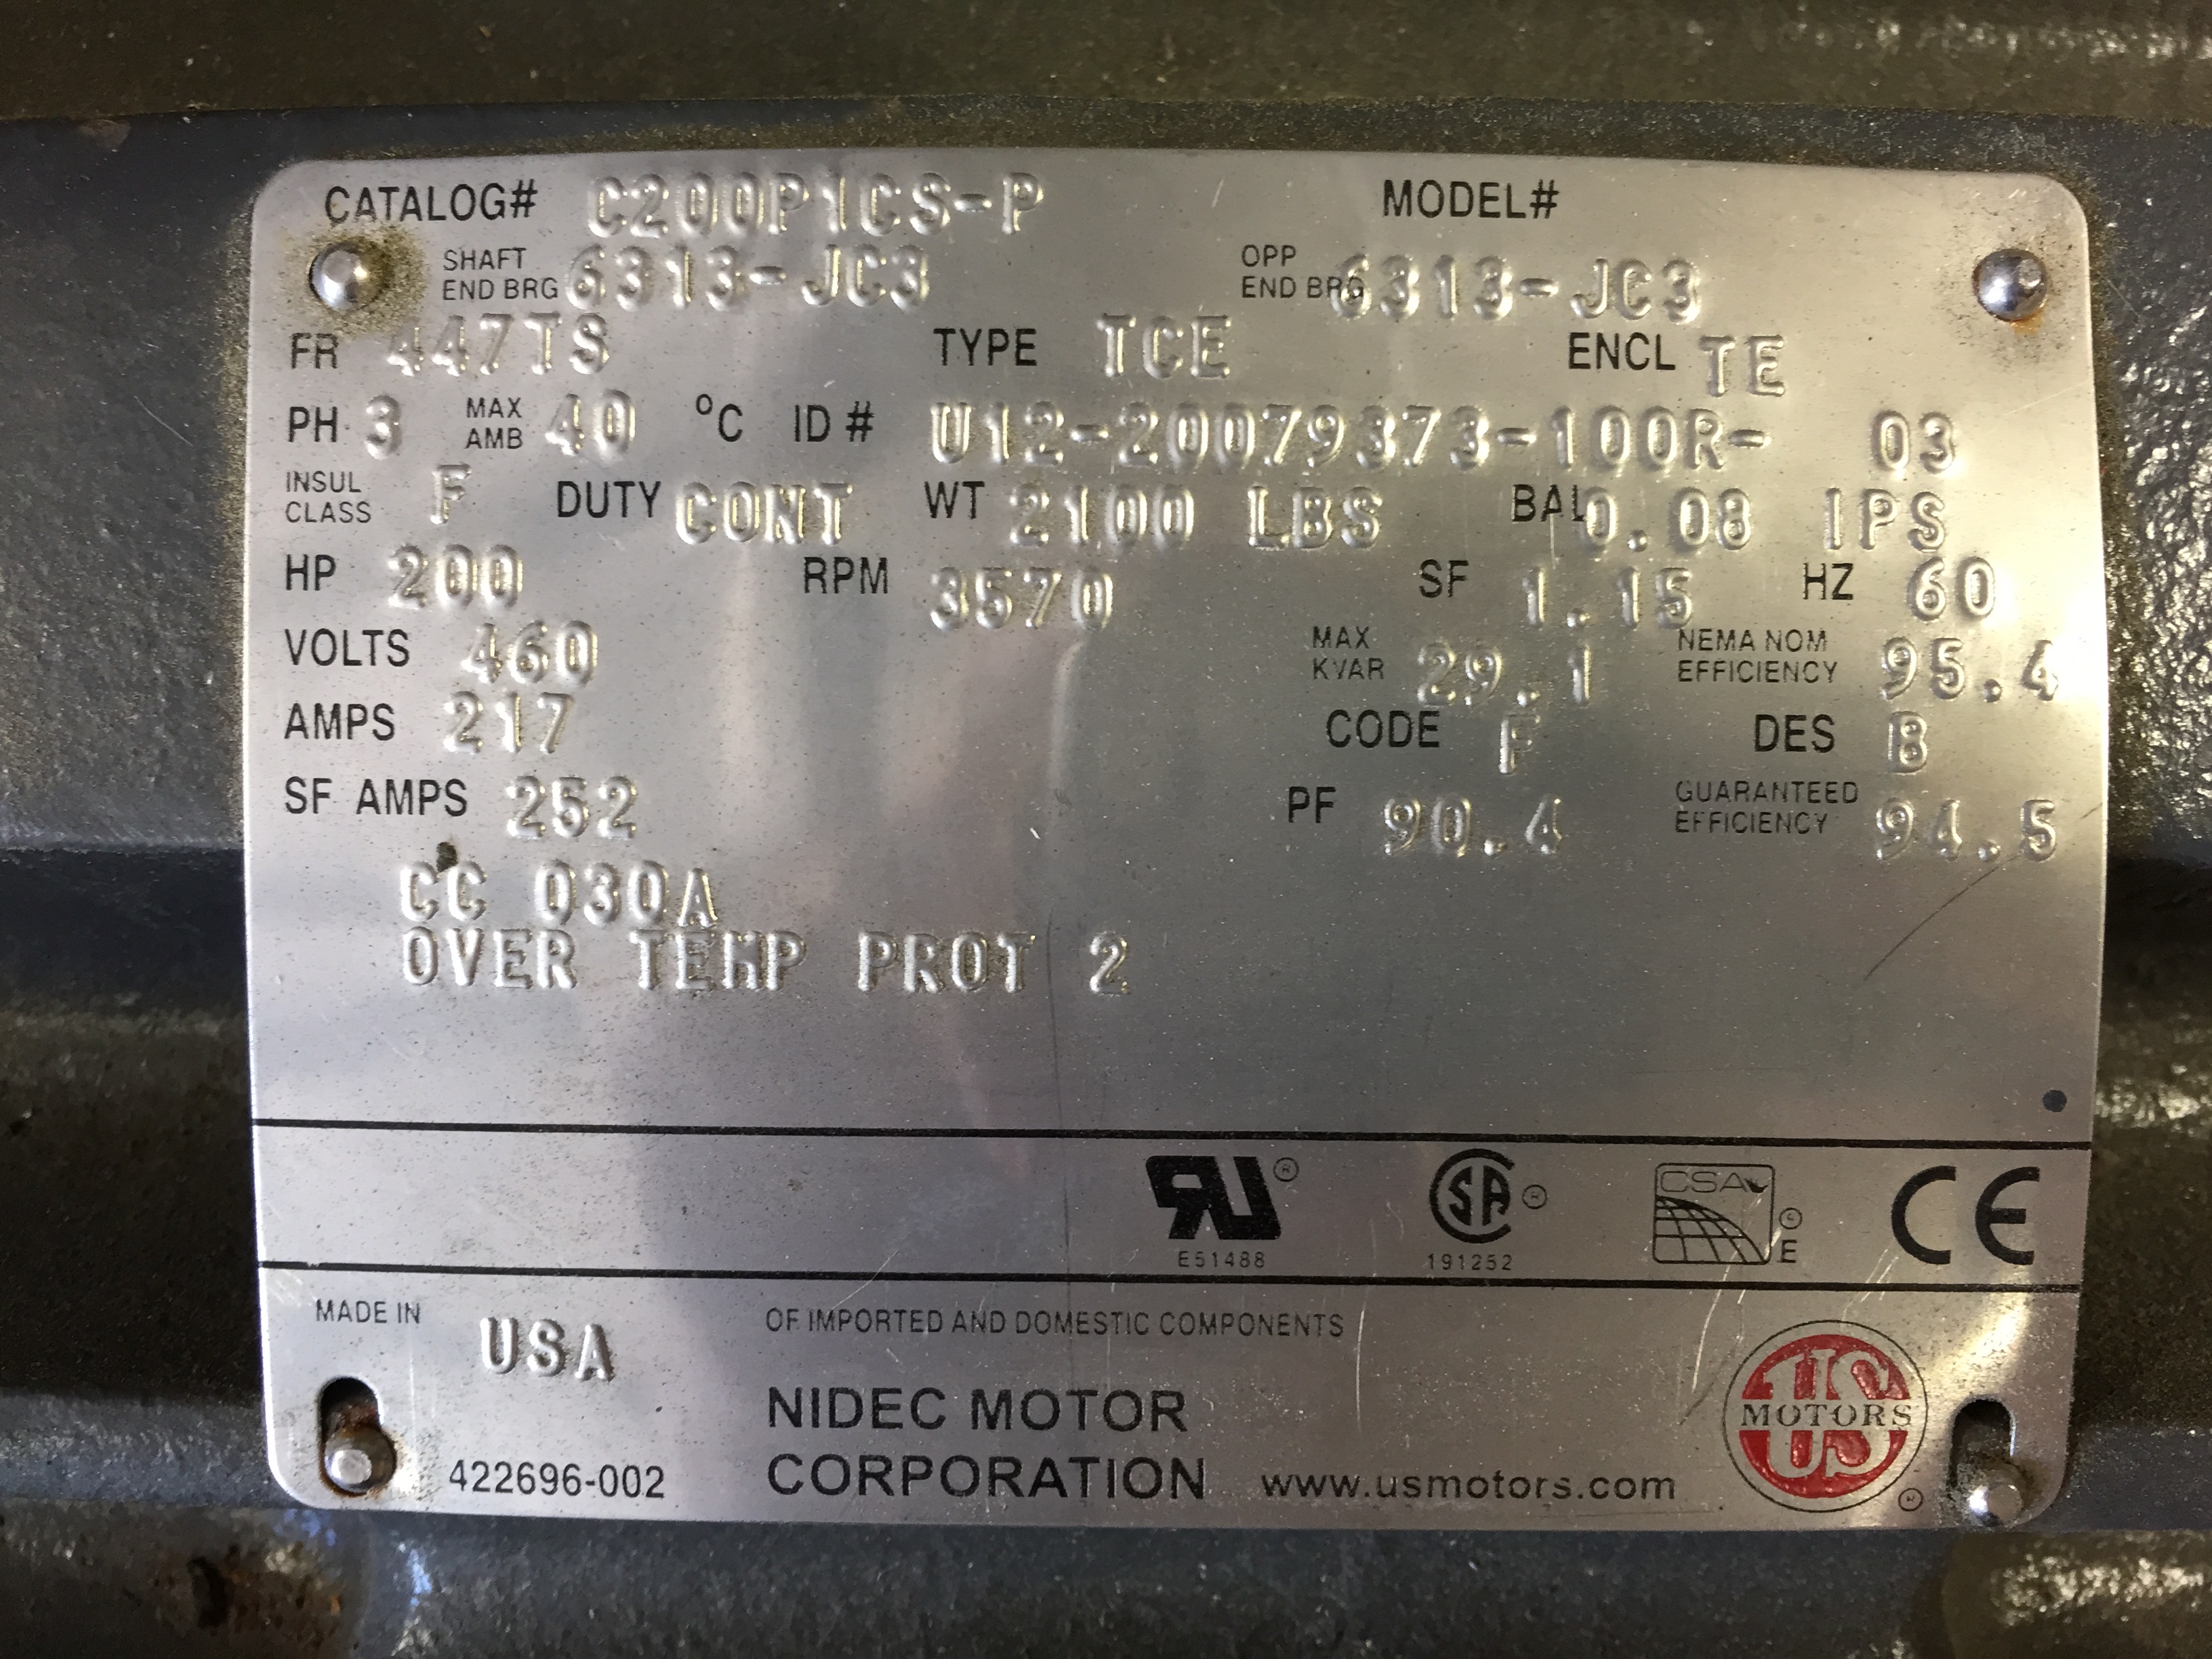 CATALOG# C200P1CS-P MODEL#
SHAFT END BRG 6313-JC3 OPP END BRG 6313-JC3
FR 447TS TYPE TCE ENCL TE
PH 3 MAX AMB 40 °C ID# U12-20079373-100R- 03
INSUL CLASS F DUTY CONT WT 2100 LBS BAL 0.08 IPS
HP 200 RPM 3570 SF 1.15 HZ 60
VOLTS 460 MAX KVAR 29.1 NEMA NOM EFFICIENCY 95.4
AMPS 217 CODE F DES B
SF AMPS 252 PF 90.4 GUARANTEED EFFICIENCY 94.5
CC 030A
OVER TEMP PROT 2
RU ® SA ® CSA © CE
E51488 191252 E
MADE IN USA OF IMPORTED AND DOMESTIC COMPONENTS
NIDEC MOTOR
422696-002 CORPORATION www.usmotors.com
US MOTORS US ®